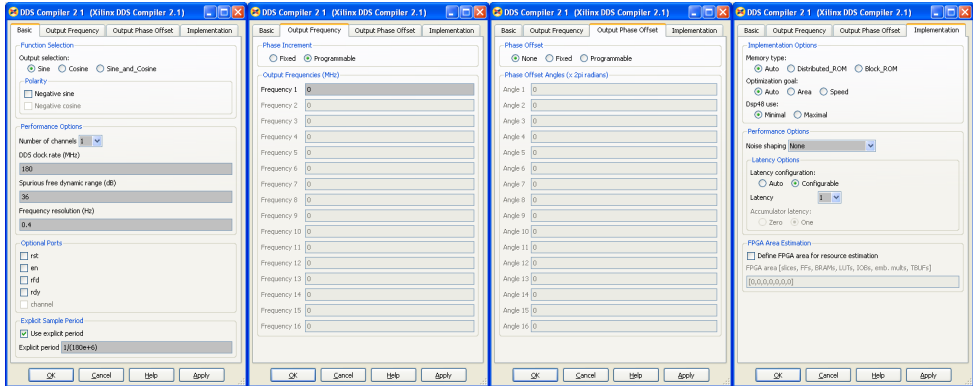 DDS Compiler 2 1 (Xilinx DDS Compiler 2.1)
Basic Output Frequency Output Phase Offset Implementation
Function Selection
Output selection:
Sine Cosine Sine_and_Cosine
Polarity
Negative sine
Negative cosine
Performance Options
Number of channels 1
DDS clock rate (MHz)
180
Spurious free dynamic range (dB)
36
Frequency resolution (Hz)
0.4
Optional Ports
rst
en
rfd
rdy
channel
Explicit Sample Period
Use explicit period
Explicit period 1/(180e+6)
OK Cancel Help Apply
DDS Compiler 2 1 (Xilinx DDS Compiler 2.1)
Basic Output Frequency Output Phase Offset Implementation
Phase Increment
Fixed Programmable
Output Frequencies (MHz)
Frequency 1 0
Frequency 2 0
Frequency 3 0
Frequency 4 0
Frequency 5 0
Frequency 6 0
Frequency 7 0
Frequency 8 0
Frequency 9 0
Frequency 10 0
Frequency 11 0
Frequency 12 0
Frequency 13 0
Frequency 14 0
Frequency 15 0
Frequency 16 0
OK Cancel Help Apply
DDS Compiler 2 1 (Xilinx DDS Compiler 2.1)
Basic Output Frequency Output Phase Offset Implementation
Phase Offset
None Fixed Programmable
Phase Offset Angles (x 2pi radians)
Angle 1 0
Angle 2 0
Angle 3 0
Angle 4 0
Angle 5 0
Angle 6 0
Angle 7 0
Angle 8 0
Angle 9 0
Angle 10 0
Angle 11 0
Angle 12 0
Angle 13 0
Angle 14 0
Angle 15 0
Angle 16 0
OK Cancel Help Apply
DDS Compiler 2 1 (Xilinx DDS Compiler 2.1)
Basic Output Frequency Output Phase Offset Implementation
Implementation Options
Memory type:
Auto Distributed_ROM Block_ROM
Optimization goal:
Auto Area Speed
Dsp48 use:
Minimal Maximal
Performance Options
Noise shaping None
Latency Options
Latency configuration:
Auto Configurable
Latency 1
Accumulator latency:
Zero One
FPGA Area Estimation
Define FPGA area for resource estimation
FPGA area [slices, FFs, BRAMs, LUTs, IOBs, emb. mults, TBUFs]
[0,0,0,0,0,0,0]
OK Cancel Help Apply